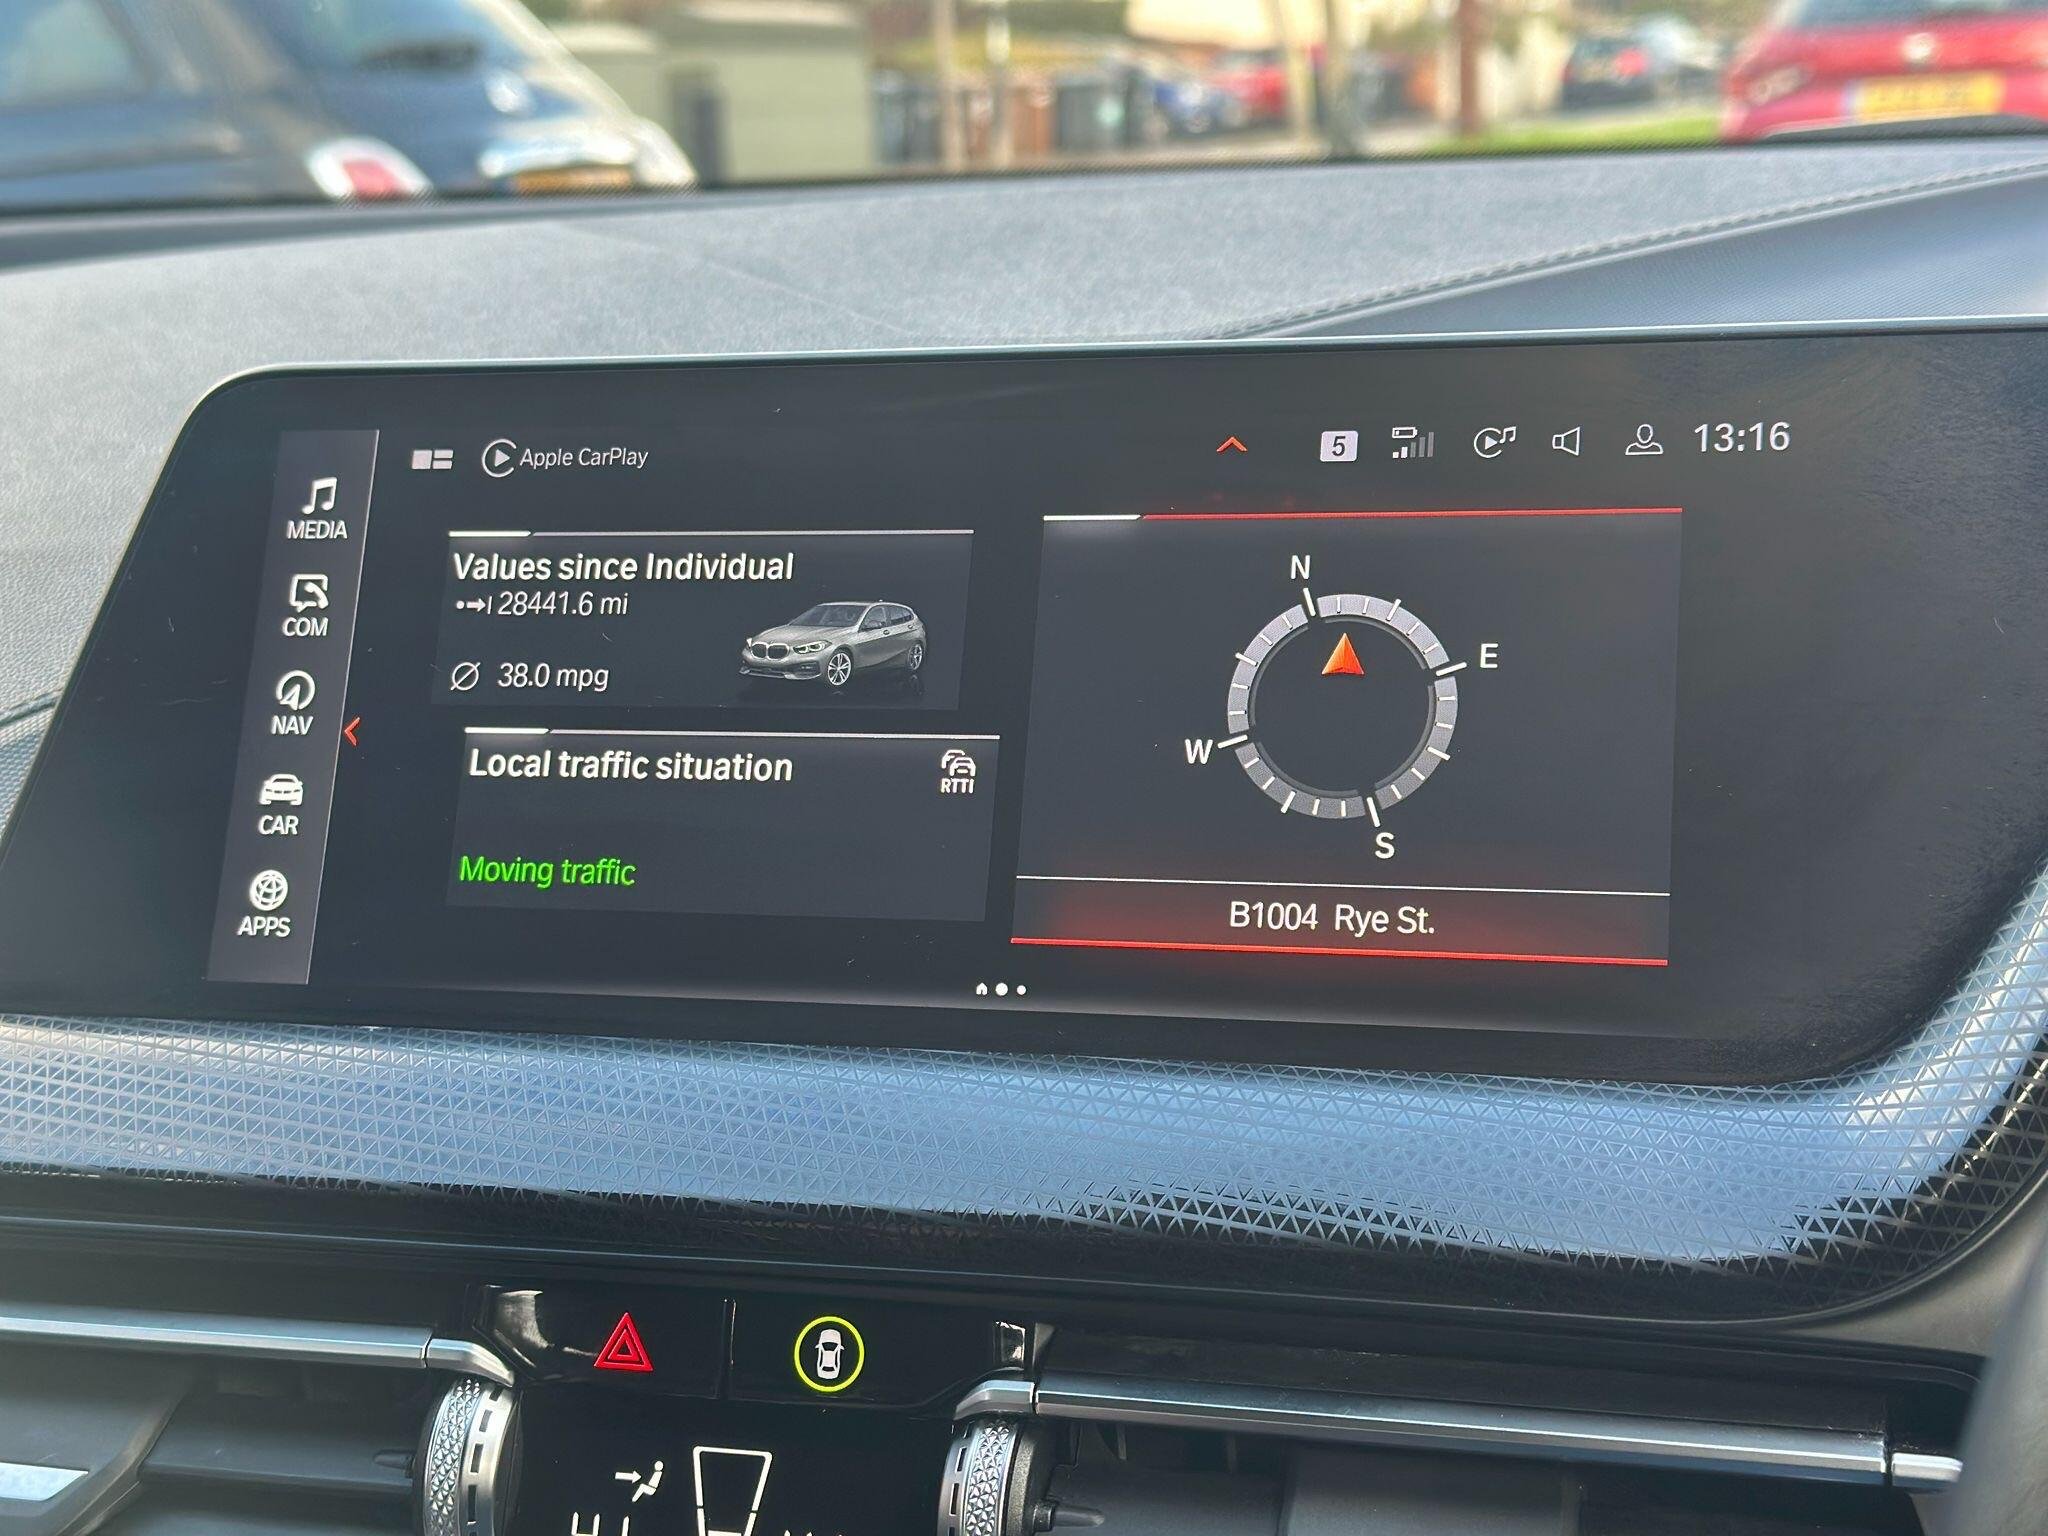 Apple CarPlay
5
13:16
MEDIA
COM
NAV
CAR
APPS
Values since Individual
28441.6 mi
Ø 38.0 mpg
Local traffic situation
RTTI
Moving traffic
N
E
W
S
B1004 Rye St.